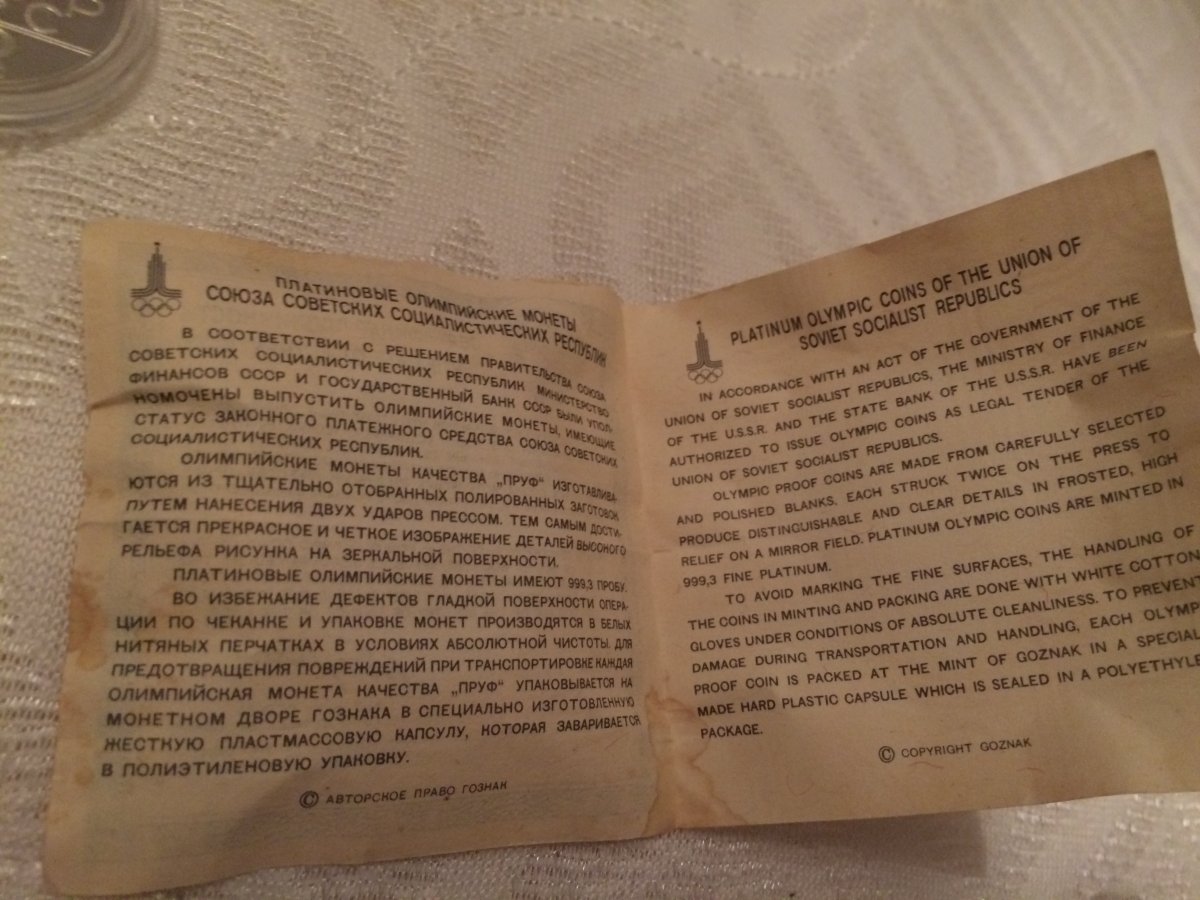 ПЛАТИНОВЫЕ ОЛИМПИЙСКИЕ МОНЕТЫ
СОЮЗА СОВЕТСКИХ СОЦИАЛИСТИЧЕСКИХ РЕСПУБЛИК
В СООТВЕТСТВИИ С РЕШЕНИЕМ ПРАВИТЕЛЬСТВА СОЮЗА
СОВЕТСКИХ СОЦИАЛИСТИЧЕСКИХ РЕСПУБЛИК МИНИСТЕРСТВО
ФИНАНСОВ СССР И ГОСУДАРСТВЕННЫЙ БАНК СССР БЫЛИ УПОЛ-
НОМОЧЕНЫ ВЫПУСТИТЬ ОЛИМПИЙСКИЕ МОНЕТЫ, ИМЕЮЩИЕ
СТАТУС ЗАКОННОГО ПЛАТЕЖНОГО СРЕДСТВА СОЮЗА СОВЕТСКИХ
СОЦИАЛИСТИЧЕСКИХ РЕСПУБЛИК.
ОЛИМПИЙСКИЕ МОНЕТЫ КАЧЕСТВА „ПРУФ“ ИЗГОТАВЛИВА-
ЮТСЯ ИЗ ТЩАТЕЛЬНО ОТОБРАННЫХ ПОЛИРОВАННЫХ ЗАГОТОВОК
ПУТЕМ НАНЕСЕНИЯ ДВУХ УДАРОВ ПРЕССОМ. ТЕМ САМЫМ ДОСТИ-
ГАЕТСЯ ПРЕКРАСНОЕ И ЧЕТКОЕ ИЗОБРАЖЕНИЕ ДЕТАЛЕЙ ВЫСОКОГО
РЕЛЬЕФА РИСУНКА НА ЗЕРКАЛЬНОЙ ПОВЕРХНОСТИ.
ПЛАТИНОВЫЕ ОЛИМПИЙСКИЕ МОНЕТЫ ИМЕЮТ 999,3 ПРОБУ.
ВО ИЗБЕЖАНИЕ ДЕФЕКТОВ ГЛАДКОЙ ПОВЕРХНОСТИ ОПЕРА-
ЦИИ ПО ЧЕКАНКЕ И УПАКОВКЕ МОНЕТ ПРОИЗВОДЯТСЯ В БЕЛЫХ
НИТЯНЫХ ПЕРЧАТКАХ В УСЛОВИЯХ АБСОЛЮТНОЙ ЧИСТОТЫ. ДЛЯ
ПРЕДОТВРАЩЕНИЯ ПОВРЕЖДЕНИЙ ПРИ ТРАНСПОРТИРОВКЕ КАЖДАЯ
ОЛИМПИЙСКАЯ МОНЕТА КАЧЕСТВА „ПРУФ“ УПАКОВЫВАЕТСЯ НА
МОНЕТНОМ ДВОРЕ ГОЗНАКА В СПЕЦИАЛЬНО ИЗГОТОВЛЕННУЮ
ЖЕСТКУЮ ПЛАСТМАССОВУЮ КАПСУЛУ, КОТОРАЯ ЗАВАРИВАЕТСЯ
В ПОЛИЭТИЛЕНОВУЮ УПАКОВКУ.
© АВТОРСКОЕ ПРАВО ГОЗНАК
PLATINUM OLYMPIC COINS OF THE UNION OF
SOVIET SOCIALIST REPUBLICS
IN ACCORDANCE WITH AN ACT OF THE GOVERNMENT OF THE
UNION OF SOVIET SOCIALIST REPUBLICS, THE MINISTRY OF FINANCE
OF THE U.S.S.R. AND THE STATE BANK OF THE U.S.S.R. HAVE BEEN
AUTHORIZED TO ISSUE OLYMPIC COINS AS LEGAL TENDER OF THE
UNION OF SOVIET SOCIALIST REPUBLICS.
OLYMPIC PROOF COINS ARE MADE FROM CAREFULLY SELECTED
AND POLISHED BLANKS. EACH STRUCK TWICE ON THE PRESS TO
PRODUCE DISTINGUISHABLE AND CLEAR DETAILS IN FROSTED, HIGH
RELIEF ON A MIRROR FIELD. PLATINUM OLYMPIC COINS ARE MINTED IN
999,3 FINE PLATINUM.
TO AVOID MARKING THE FINE SURFACES, THE HANDLING OF
THE COINS IN MINTING AND PACKING ARE DONE WITH WHITE COTTON
GLOVES UNDER CONDITIONS OF ABSOLUTE CLEANLINESS. TO PREVENT
DAMAGE DURING TRANSPORTATION AND HANDLING, EACH OLYMP
PROOF COIN IS PACKED AT THE MINT OF GOZNAK IN A SPECIAL
MADE HARD PLASTIC CAPSULE WHICH IS SEALED IN A POLYETHYLE
PACKAGE.
© COPYRIGHT GOZNAK